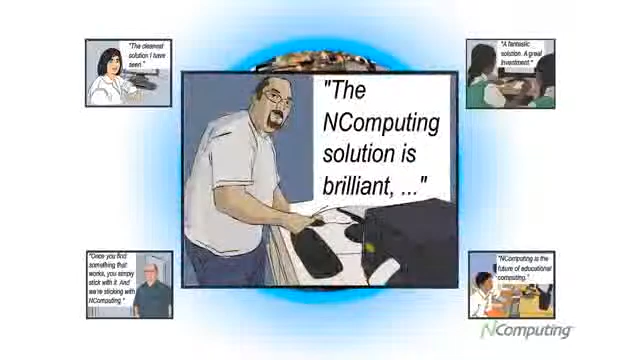 "The cleanest
solution I have
seen."
"A fantastic
solution. A great
Investment."
"The
NComputing
solution is
brilliant, ..."
"Once you find
something that
works, you simpy
stick with it. And
we're sticking with
NComputing "
"NComputing is the
future of educational
computing."
NComputing